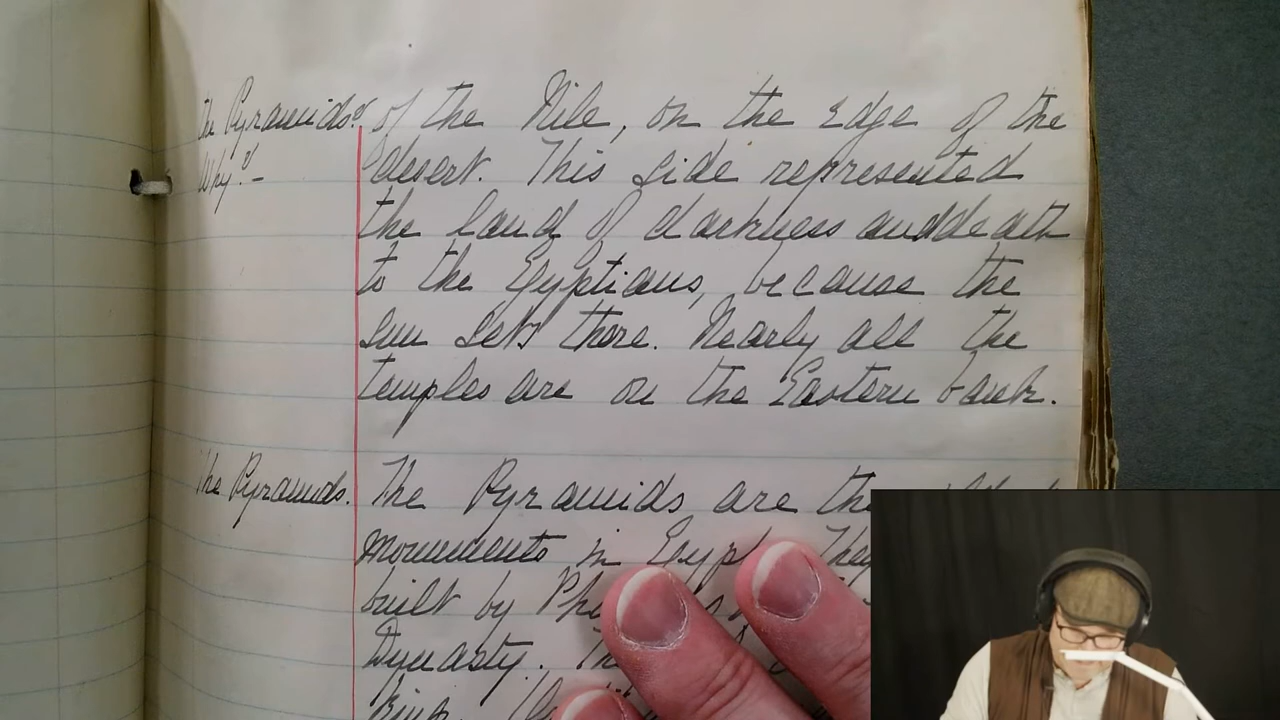 The Pyramids.
Why?–
of the Nile, on the Edge of the
desert. This side represented
the land of darkness and death
to the Egyptians, because the
sun sets there. Nearly all the
temples are on the Eastern bank.
The Pyramids.
The Pyramids are the
monuments in Egypt
built by
Dynasty.